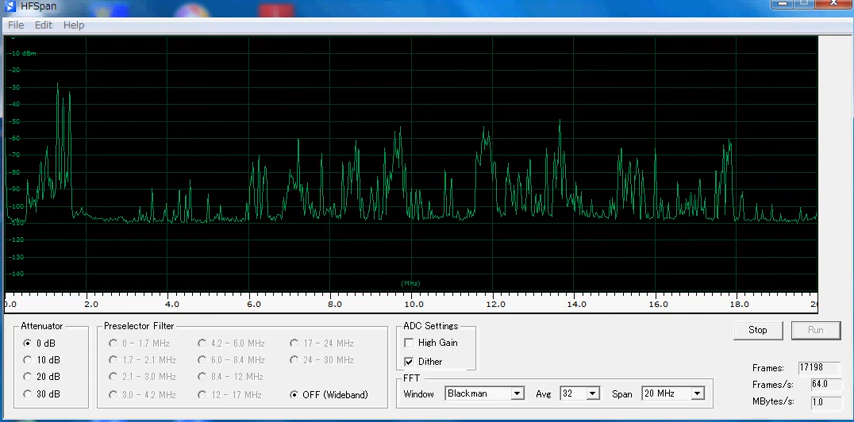 HFSpan
File Edit Help
-10 dBm
-20
-30
-40
-50
-60
-70
-80
-90
-100
-110
-120
-130
-140
(MHz)
0.0 2.0 4.0 6.0 8.0 10.0 12.0 14.0 16.0 18.0
Attenuator
0 dB
10 dB
20 dB
30 dB
Preselector Filter
0 - 1.7 MHz 4.2 - 6.0 MHz 17 - 24 MHz
1.7 - 2.1 MHz 6.0 - 8.4 MHz 24 - 30 MHz
2.1 - 3.0 MHz 8.4 - 12 MHz
3.0 - 4.2 MHz 12 - 17 MHz OFF (Wideband)
ADC Settings
High Gain
Dither
FFT
Window Blackman Avg 32 Span 20 MHz
Stop Run
Frames: 17198
Frames/s: 64.0
MBytes/s: 1.0